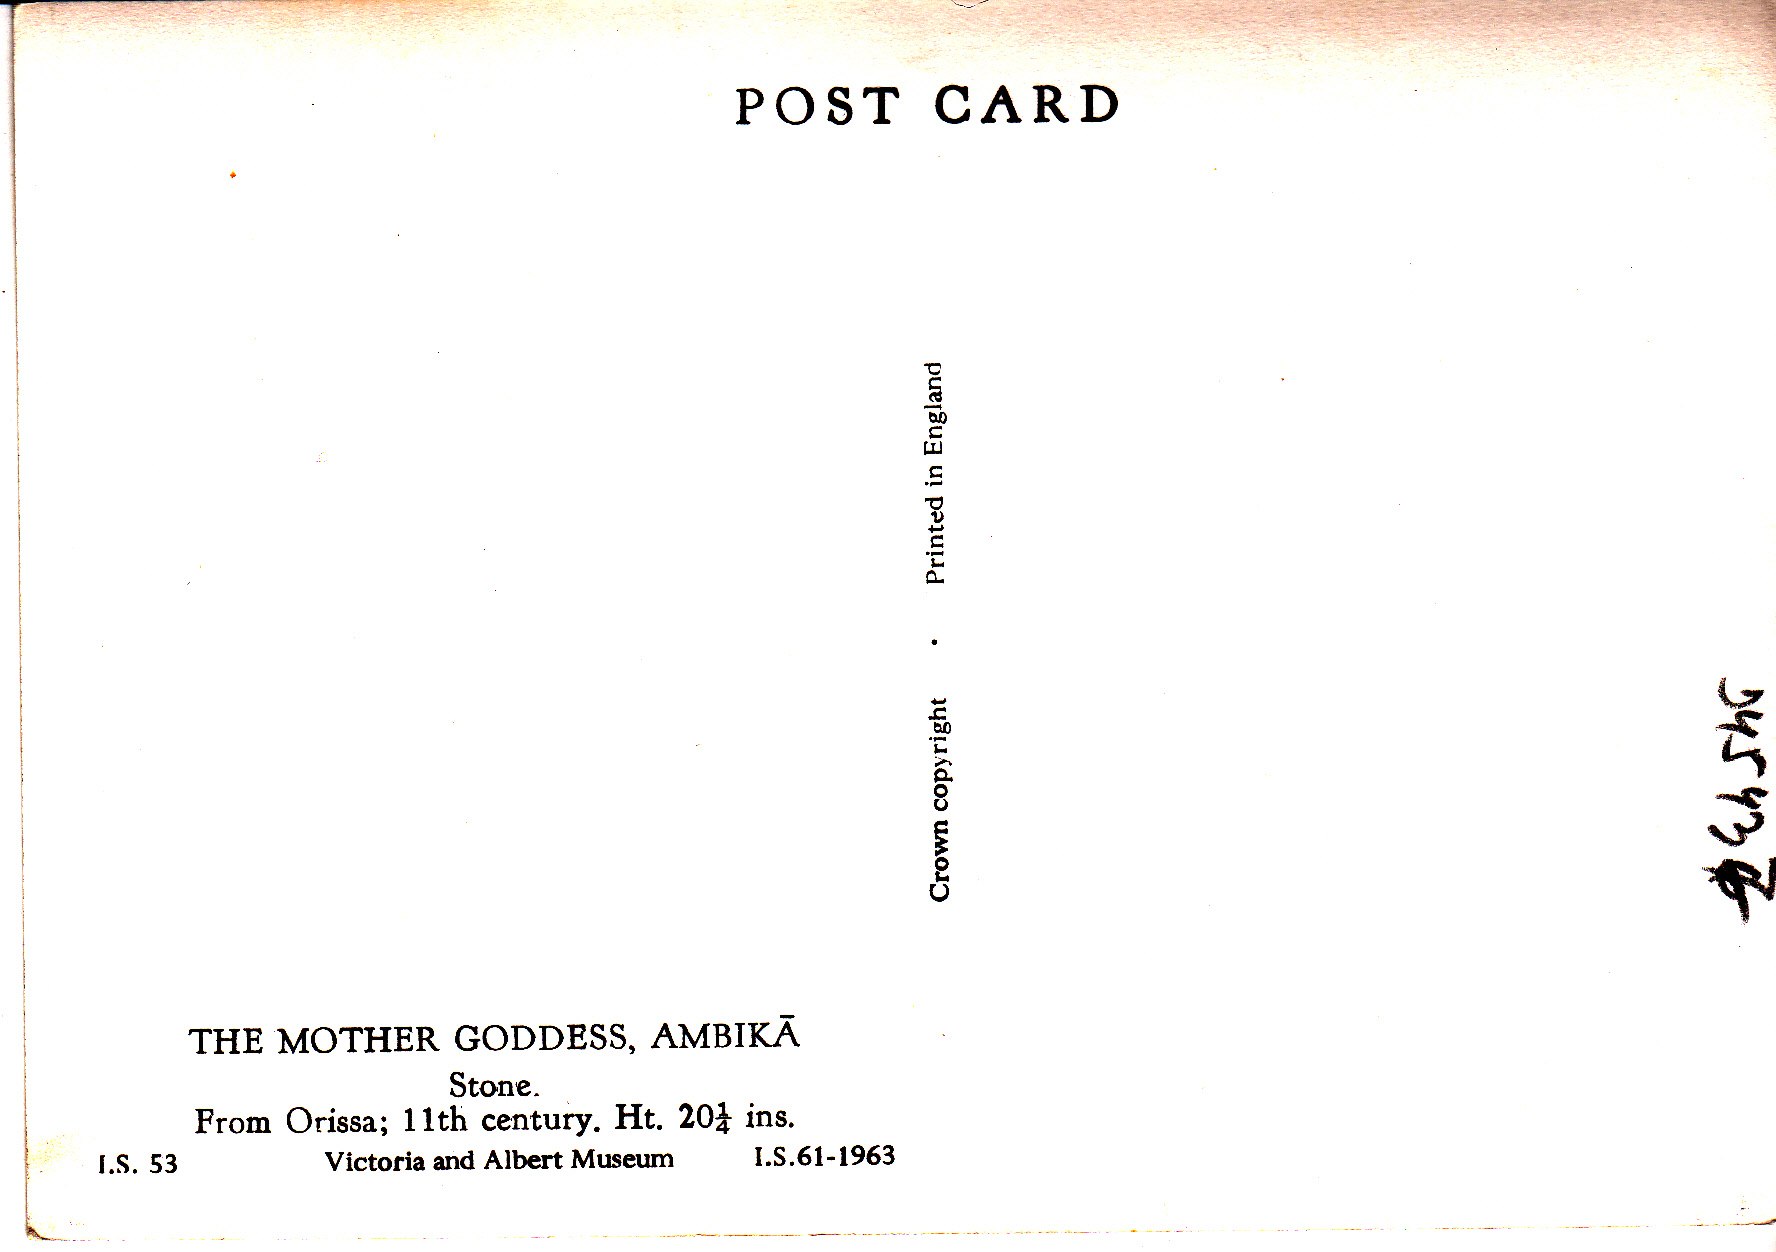 POST CARD
Printed in England
·
Crown copyright
THE MOTHER GODDESS, AMBIKĀ
Stone.
From Orissa; 11th century. Ht. 20¼ ins.
I.S. 53 Victoria and Albert Museum I.S.61-1963